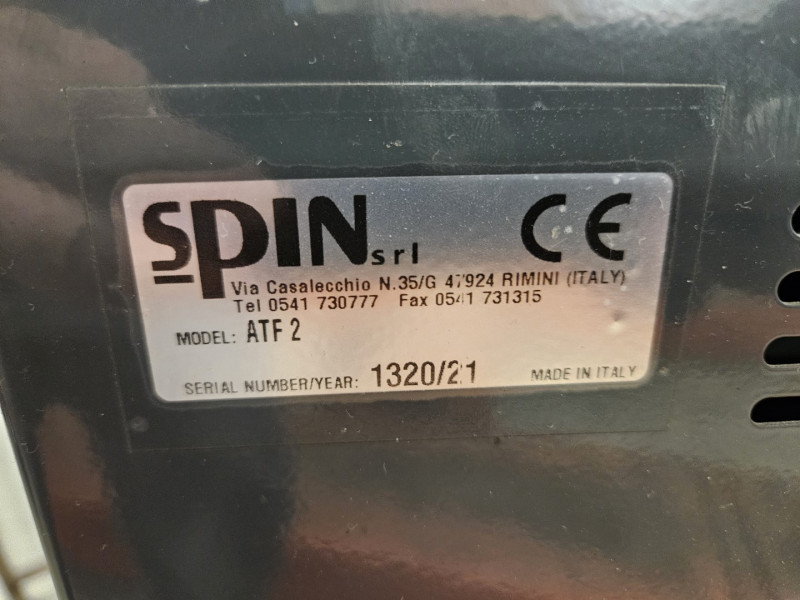 SPIN srl CE
Via Casalecchio N.35/G 47924 RIMINI (ITALY)
Tel 0541 730777 Fax 0541 731315
MODEL: ATF 2
SERIAL NUMBER/YEAR: 1320/21 MADE IN ITALY